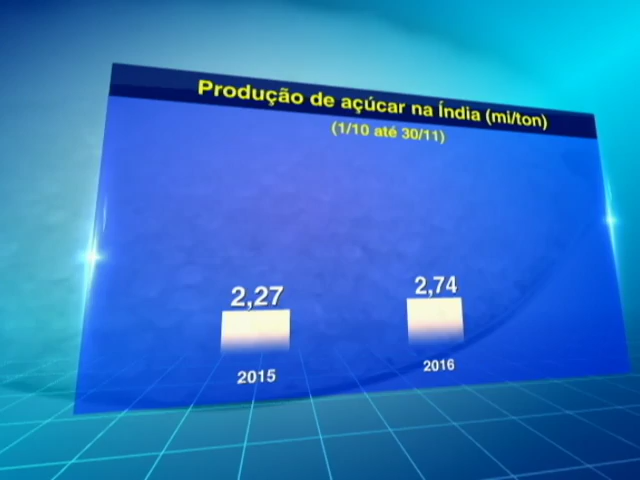 Produção de açúcar na Índia (mi/ton)
(1/10 até 30/11)
2,27
2,74
2015
2016